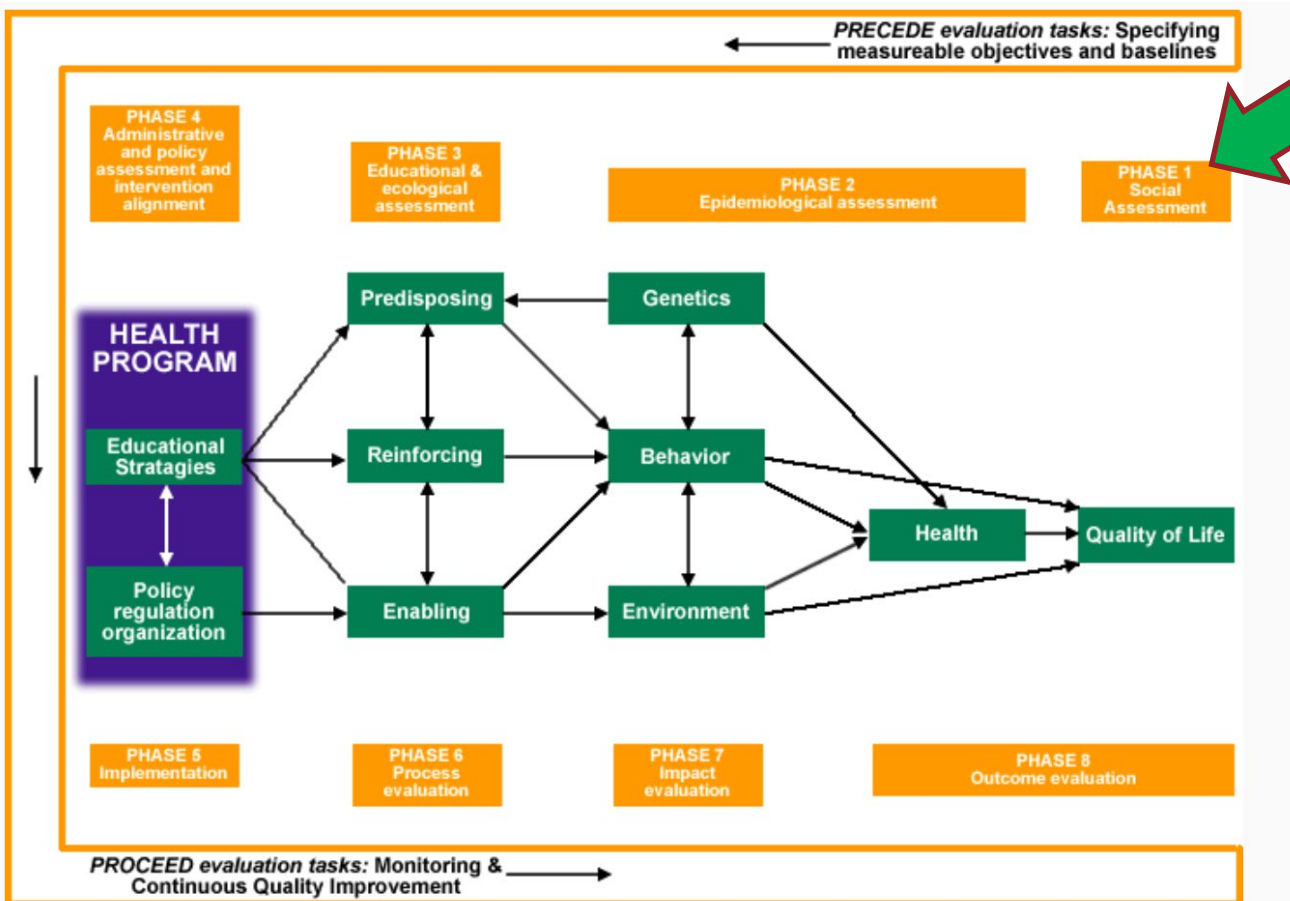 PRECEDE evaluation tasks: Specifying
measureable objectives and baselines
PHASE 4
Administrative
and policy
assessment and
intervention
alignment
PHASE 3
Educational &
ecological
assessment
PHASE 2
Epidemiological assessment
PHASE 1
Social
Assessment
HEALTH
PROGRAM
Educational
Stratagies
Policy
regulation
organization
Predisposing
Reinforcing
Enabling
Genetics
Behavior
Environment
Health
Quality of Life
PHASE 5
Implementation
PHASE 6
Process
evaluation
PHASE 7
Impact
evaluation
PHASE 8
Outcome evaluation
PROCEED evaluation tasks: Monitoring &
Continuous Quality Improvement